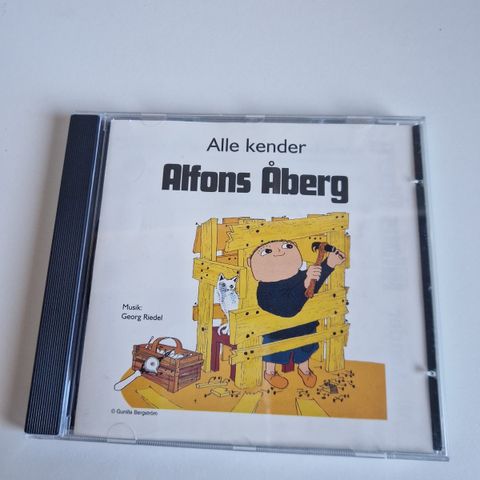 Alle kender
Alfons Åberg
Musik:
Georg Riedel
© Gunilla Bergström